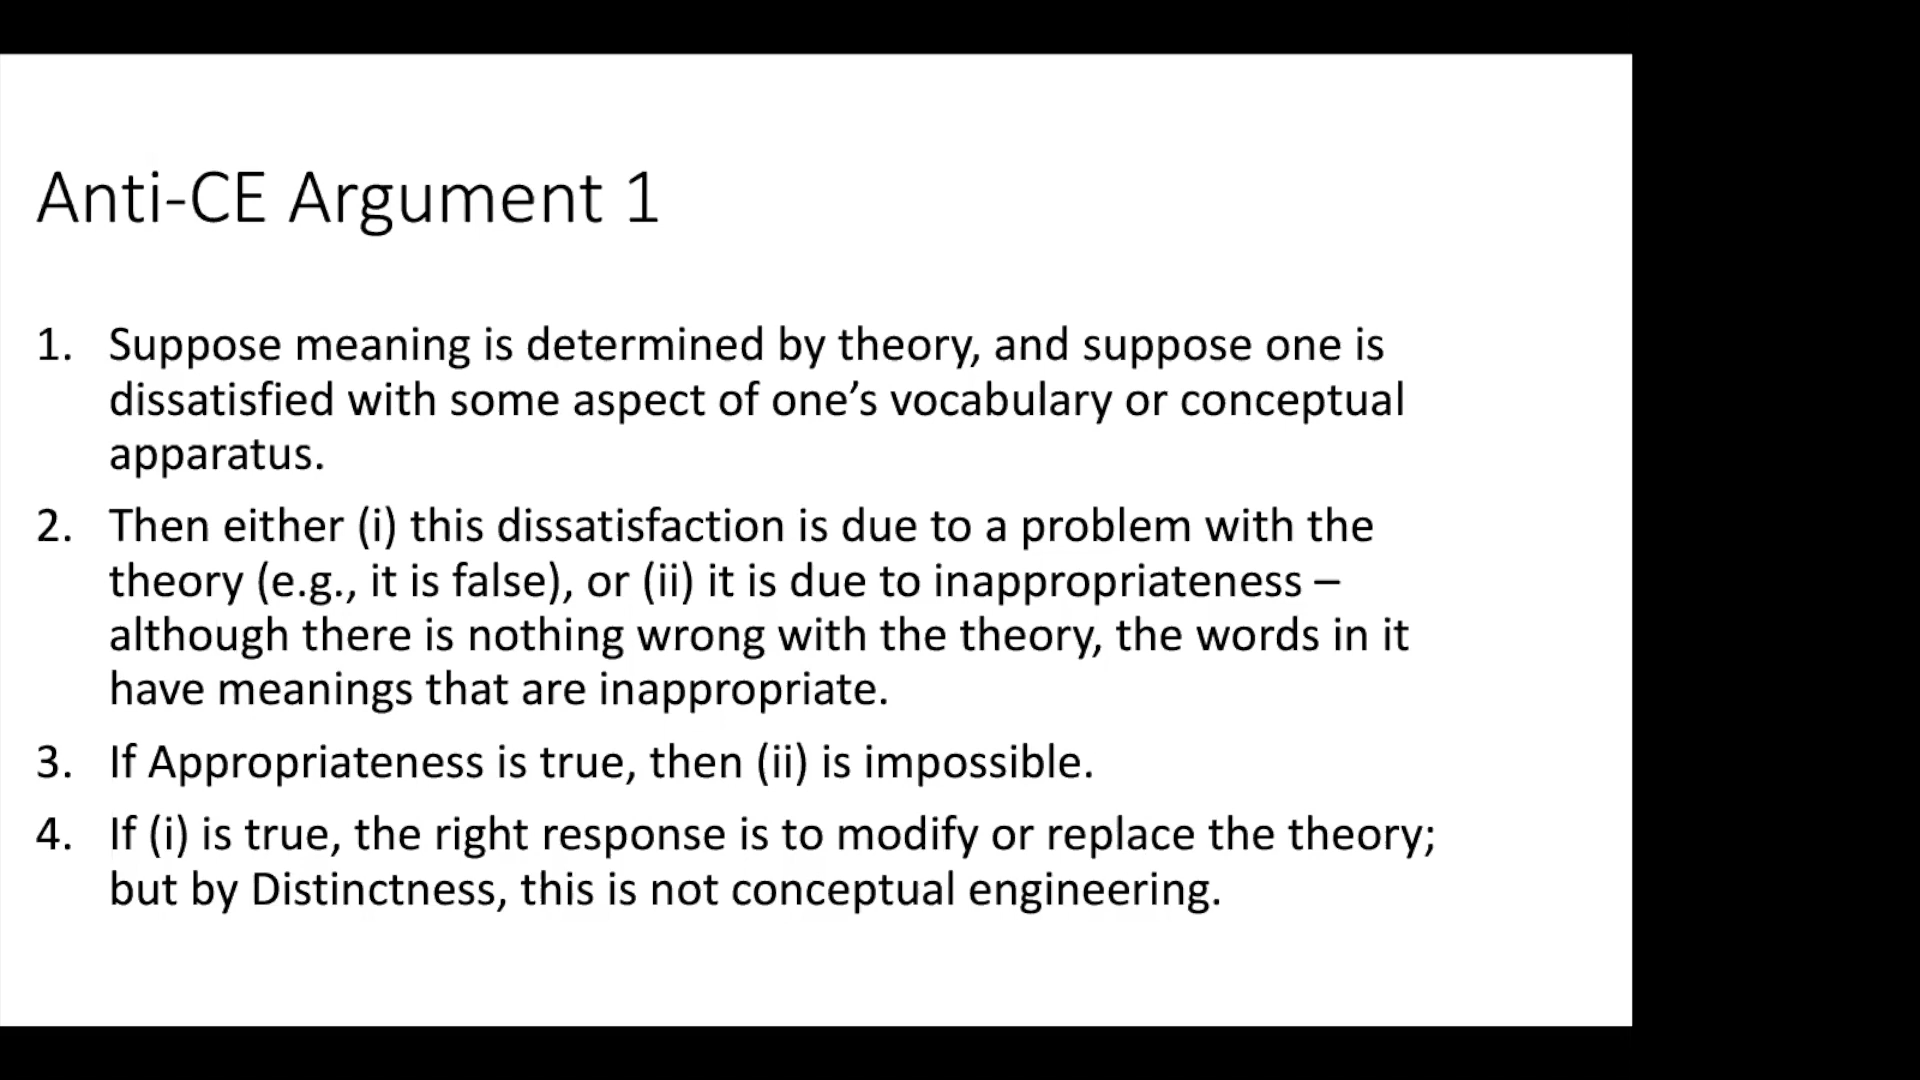 Anti-CE Argument 1
1. Suppose meaning is determined by theory, and suppose one is
dissatisfied with some aspect of one’s vocabulary or conceptual
apparatus.
2. Then either (i) this dissatisfaction is due to a problem with the
theory (e.g., it is false), or (ii) it is due to inappropriateness –
although there is nothing wrong with the theory, the words in it
have meanings that are inappropriate.
3. If Appropriateness is true, then (ii) is impossible.
4. If (i) is true, the right response is to modify or replace the theory;
but by Distinctness, this is not conceptual engineering.